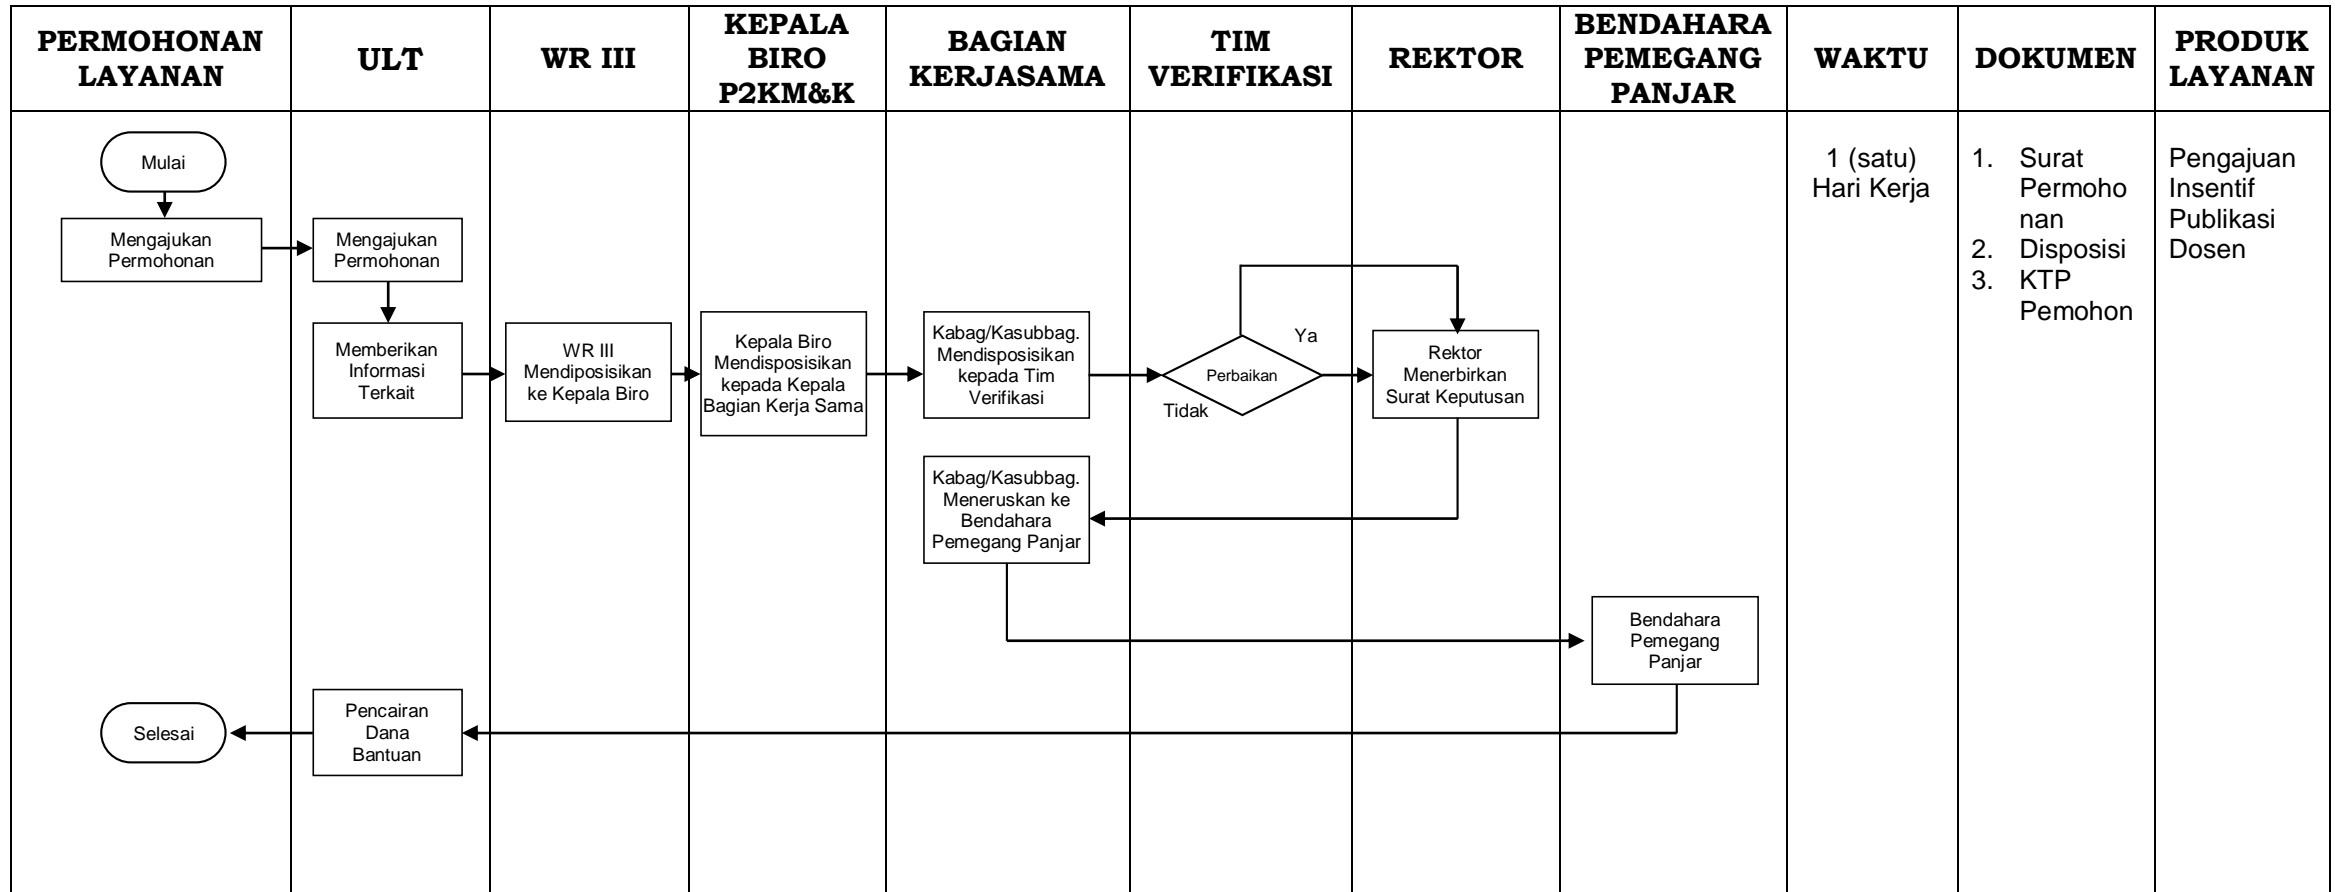 PERMOHONAN
LAYANAN
ULT
WR III
KEPALA
BIRO
P2KM&K
BAGIAN
KERJASAMA
TIM
VERIFIKASI
REKTOR
BENDAHARA
PEMEGANG
PANJAR
WAKTU
DOKUMEN
PRODUK
LAYANAN
Mulai
Mengajukan
Permohonan
Mengajukan
Permohonan
Memberikan
Informasi
Terkait
WR III
Mendiposisikan
ke Kepala Biro
Kepala Biro
Mendisposisikan
kepada Kepala
Bagian Kerja Sama
Kabag/Kasubbag.
Mendisposisikan
kepada Tim
Verifikasi
Perbaikan
Ya
Tidak
Rektor
Menerbirkan
Surat Keputusan
Kabag/Kasubbag.
Meneruskan ke
Bendahara
Pemegang Panjar
Bendahara
Pemegang
Panjar
Pencairan
Dana
Bantuan
Selesai
1 (satu)
Hari Kerja
1. Surat
Permoho
nan
2. Disposisi
3. KTP
Pemohon
Pengajuan
Insentif
Publikasi
Dosen